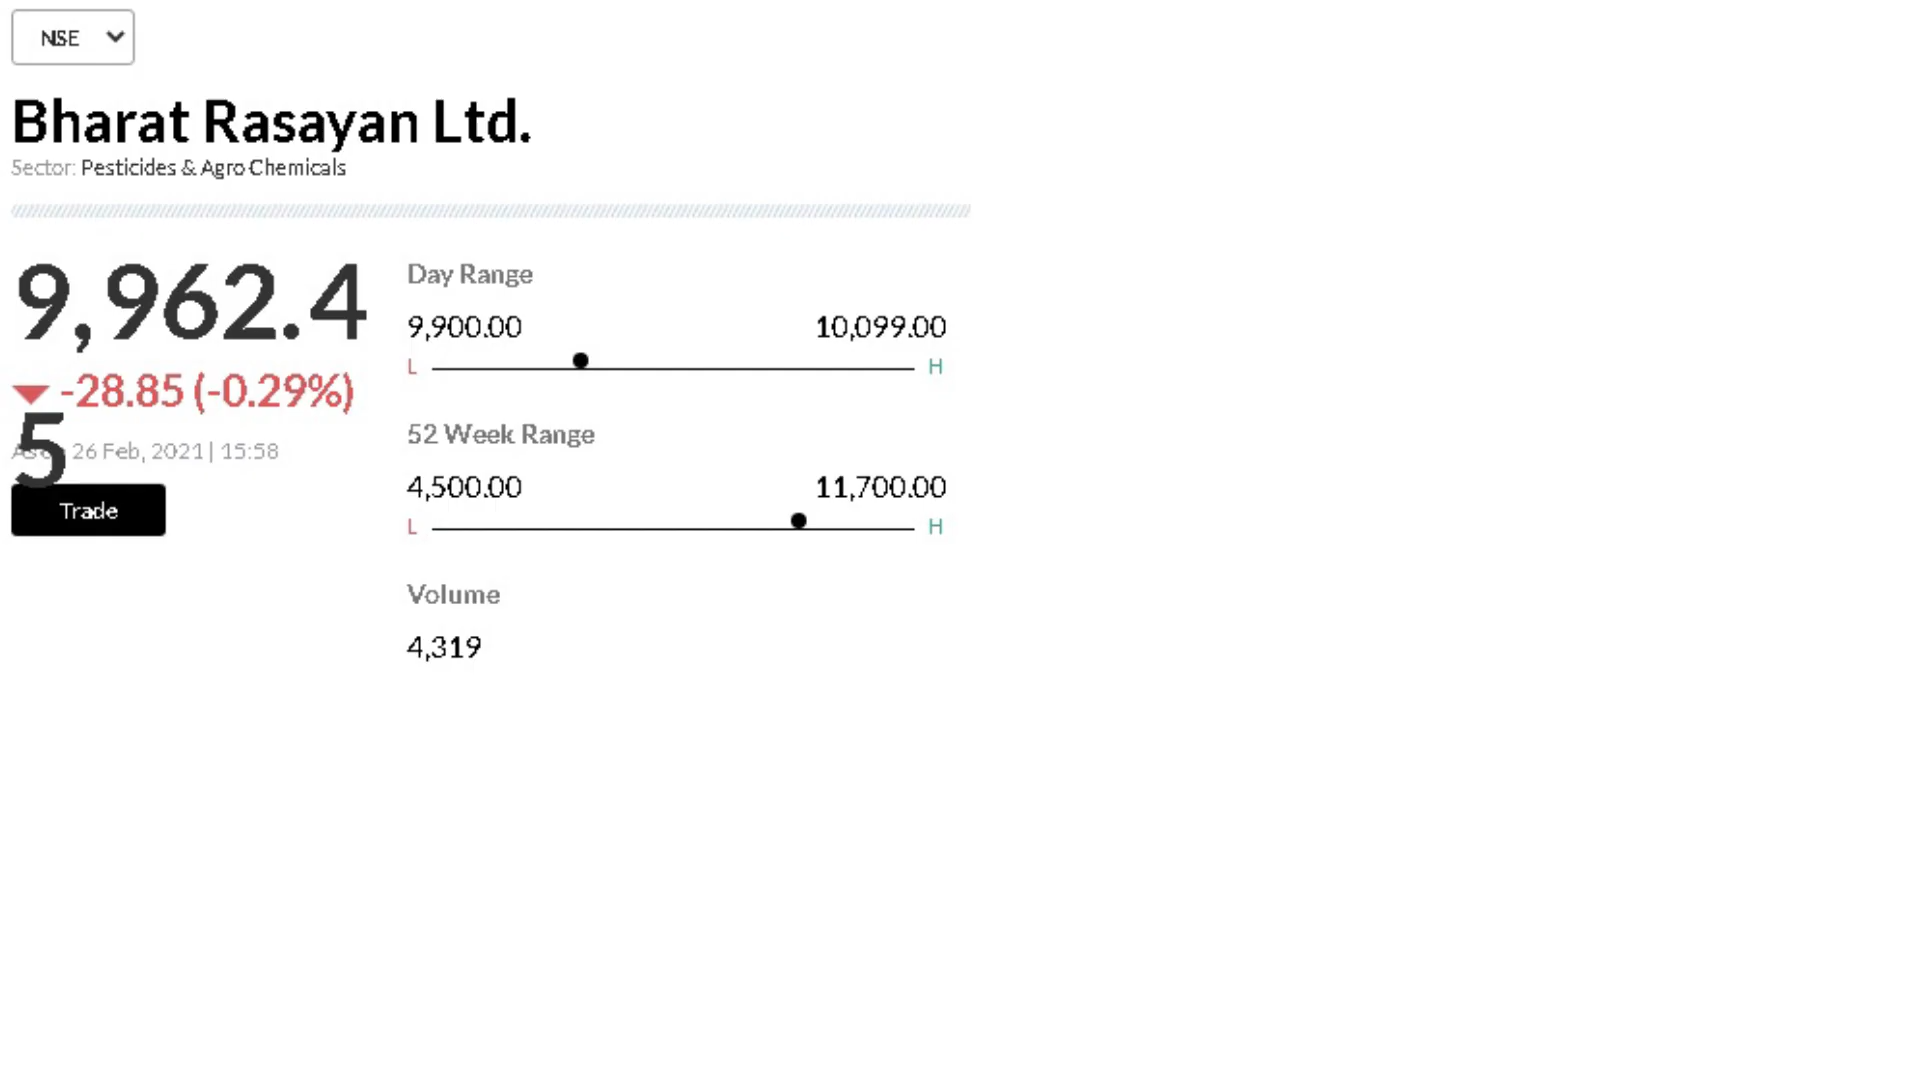 NSE
Bharat Rasayan Ltd.
Sector: Pesticides & Agro Chemicals
9,962.4
5
-28.85 (-0.29%)
26 Feb, 2021 | 15:58
Trade
Day Range
9,900.00 10,099.00
L H
52 Week Range
4,500.00 11,700.00
L H
Volume
4,319